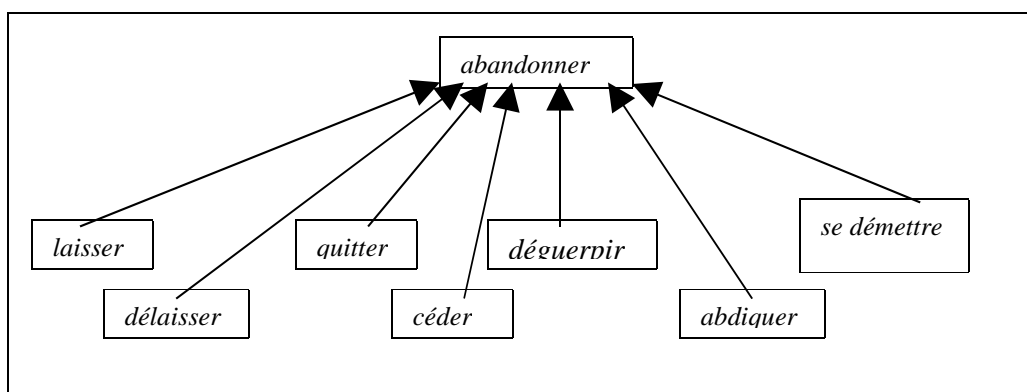 abandonner
laisser
quitter
déguerpir
se démettre
délaisser
céder
abdiquer